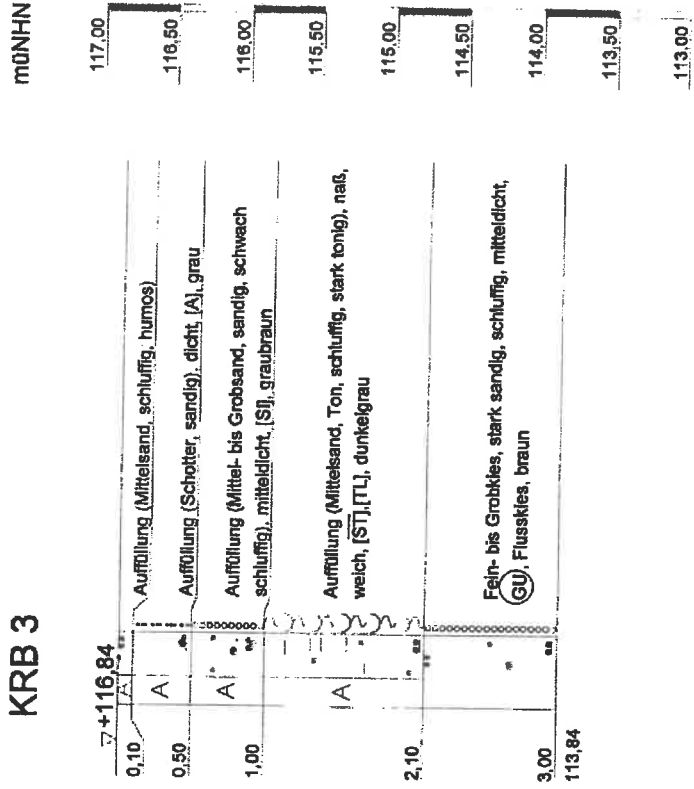 KRB 3
müNHN
▽+116,84
117,00
116,50
116,00
115,50
115,00
114,50
114,00
113,50
113,00
A
0,10
Auffüllung (Mittelsand, schluffig, humos)
A
0,50
Auffüllung (Schotter, sandig), dicht, [A], grau
A
1,00
Auffüllung (Mittel- bis Grobsand, sandig, schwach
schluffig), mitteldicht, [SI], graubraun
A
2,10
Auffüllung (Mittelsand, Ton, schluffig, stark tonig), naß,
weich, [ST],[TL], dunkelgrau
3,00
113,84
Fein- bis Grobkies, stark sandig, schluffig, mitteldicht,
GU, Flusskies, braun